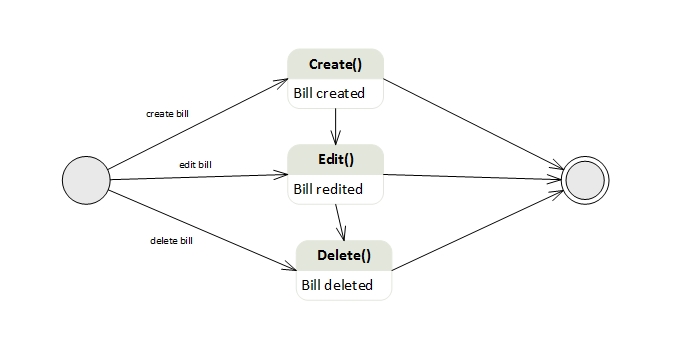 Create()
Bill created
create bill
Edit()
edit bill
Bill redited
Delete()
delete bill
Bill deleted